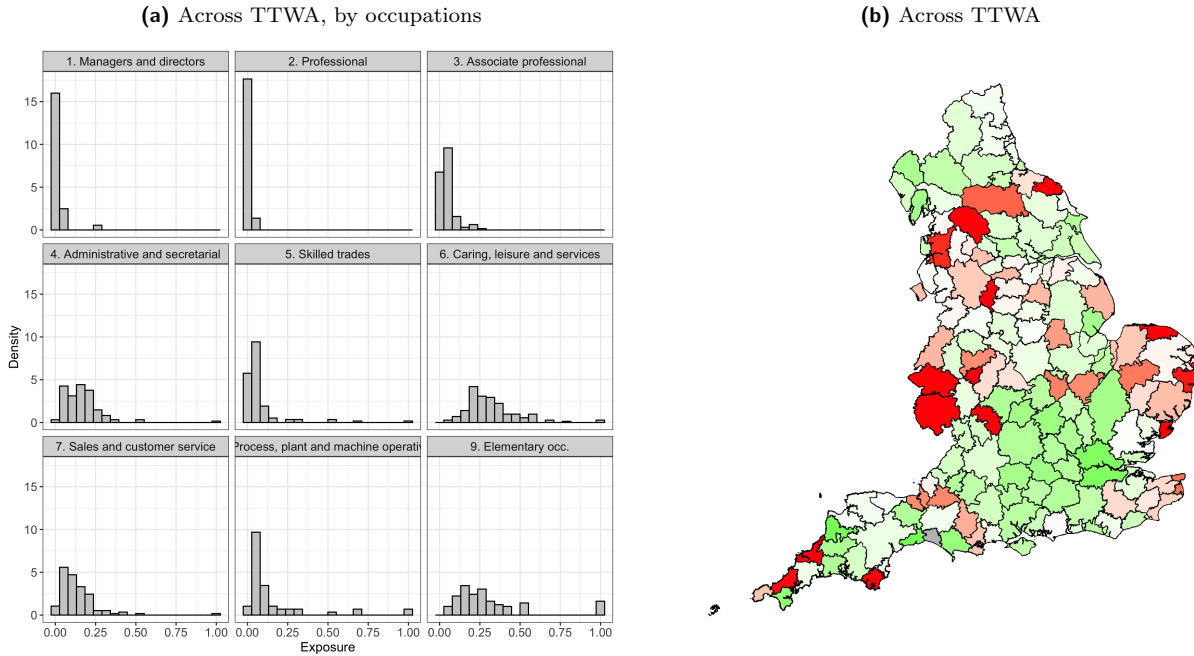 (a) Across TTWA, by occupations
(b) Across TTWA
1. Managers and directors
2. Professional
3. Associate professional
15
10
5
0
4. Administrative and secretarial
5. Skilled trades
6. Caring, leisure and services
15
10
5
0
Density
7. Sales and customer service
Process, plant and machine operativ
9. Elementary occ.
15
10
5
0
0.00 0.25 0.50 0.75 1.00 0.00 0.25 0.50 0.75 1.00 0.00 0.25 0.50 0.75 1.00
Exposure